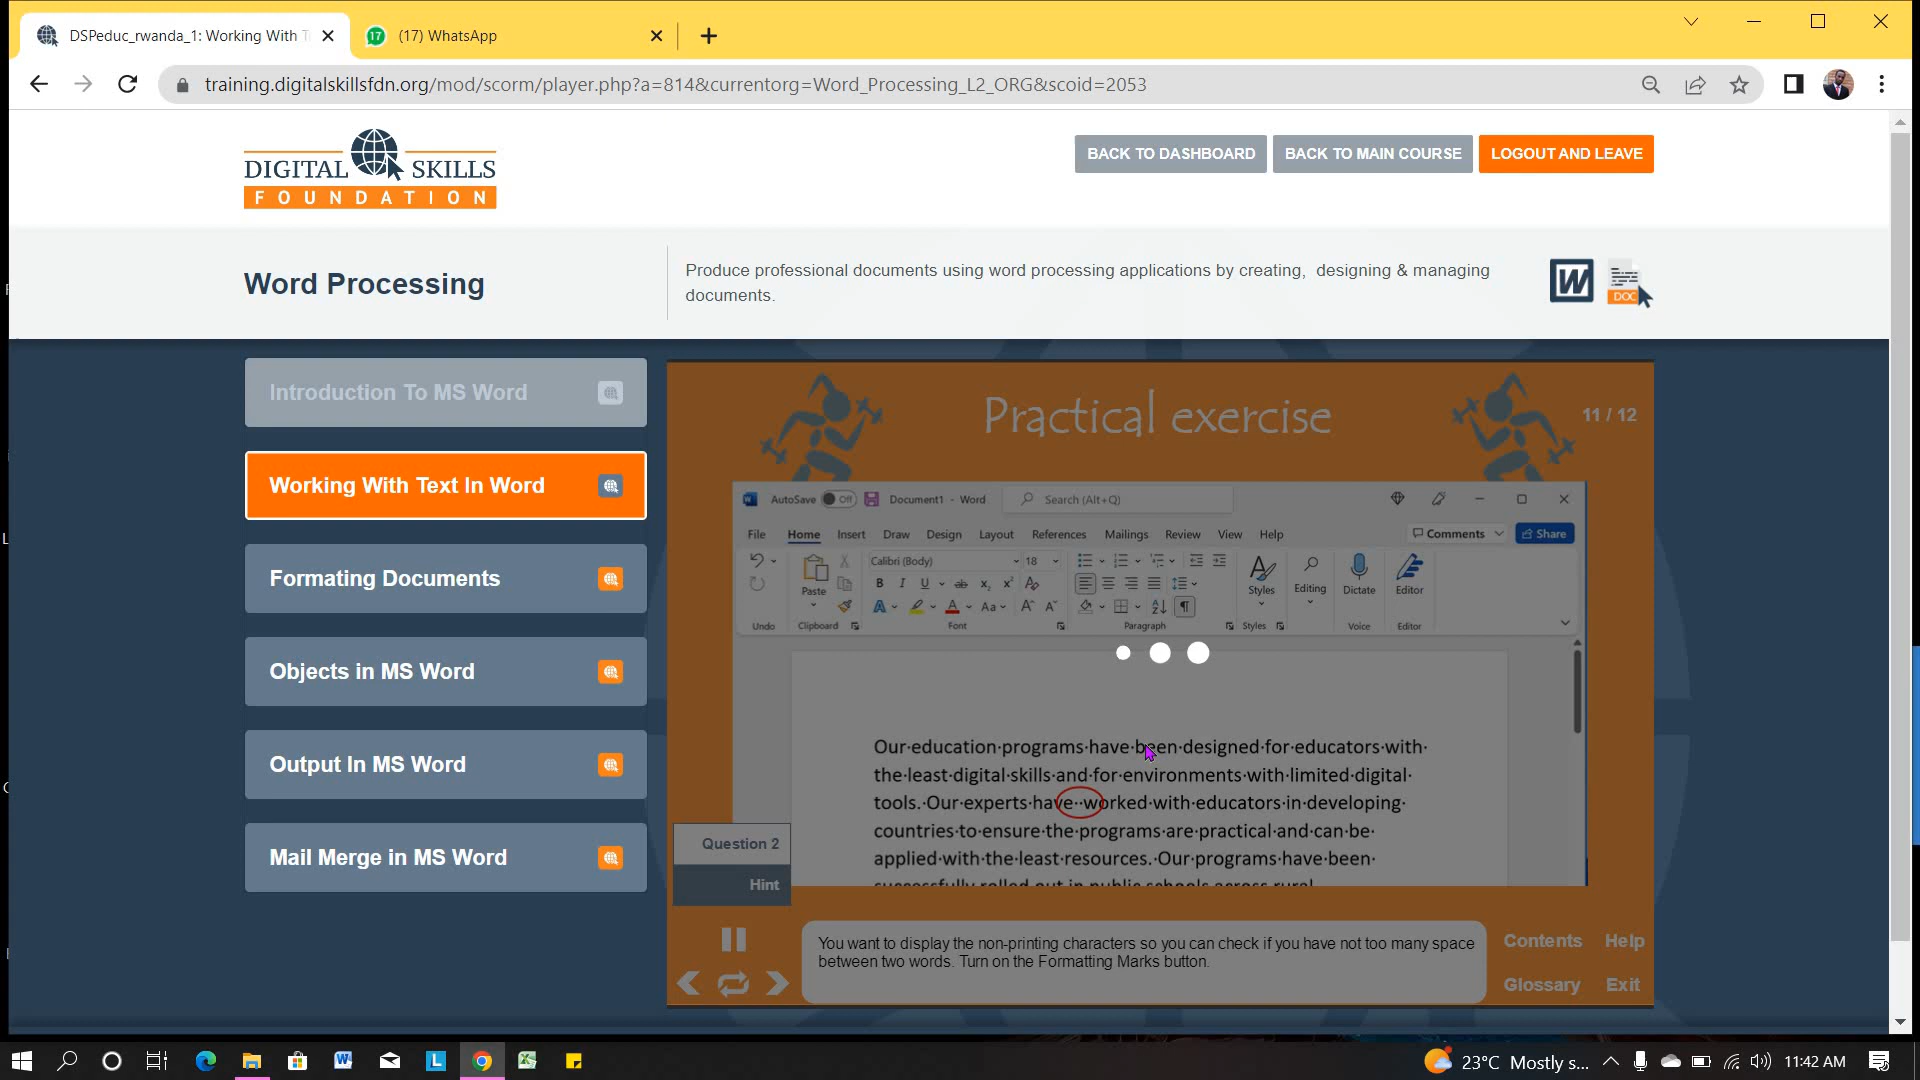 DSPeduc_rwanda_1: Working With T
17
(17) WhatsApp
training.digitalskillsfdn.org/mod/scorm/player.php?a=814&currentorg=Word_Processing_L2_ORG&scoid=2053
DIGITAL SKILLS
FOUNDATION
BACK TO DASHBOARD
BACK TO MAIN COURSE
LOGOUT AND LEAVE
Word Processing
Produce professional documents using word processing applications by creating,  designing & managing
documents.
W
DOC
Introduction To MS Word
Working With Text In Word
Formating Documents
Objects in MS Word
Output In MS Word
Mail Merge in MS Word
Practical exercise
11 / 12
AutoSave Off Document1 - Word Search (Alt+Q)
File Home Insert Draw Design Layout References Mailings Review View Help Comments Share
Calibri (Body) 18
Paste Styles Editing Dictate Editor
Undo Clipboard Font Paragraph Styles Voice Editor
Our·education·programs·have·been·designed·for·educators·with·
the·least·digital·skills·and·for·environments·with·limited·digital·
tools.·Our·experts·have··worked·with·educators·in·developing·
countries·to·ensure·the·programs·are·practical·and·can·be·
applied·with·the·least·resources.·Our·programs·have·been·
successfully·rolled·out·in·public·schools·across·rural
Question 2
Hint
You want to display the non-printing characters so you can check if you have not too many space
between two words. Turn on the Formatting Marks button.
Contents Help
Glossary Exit
23°C Mostly s...
11:42 AM